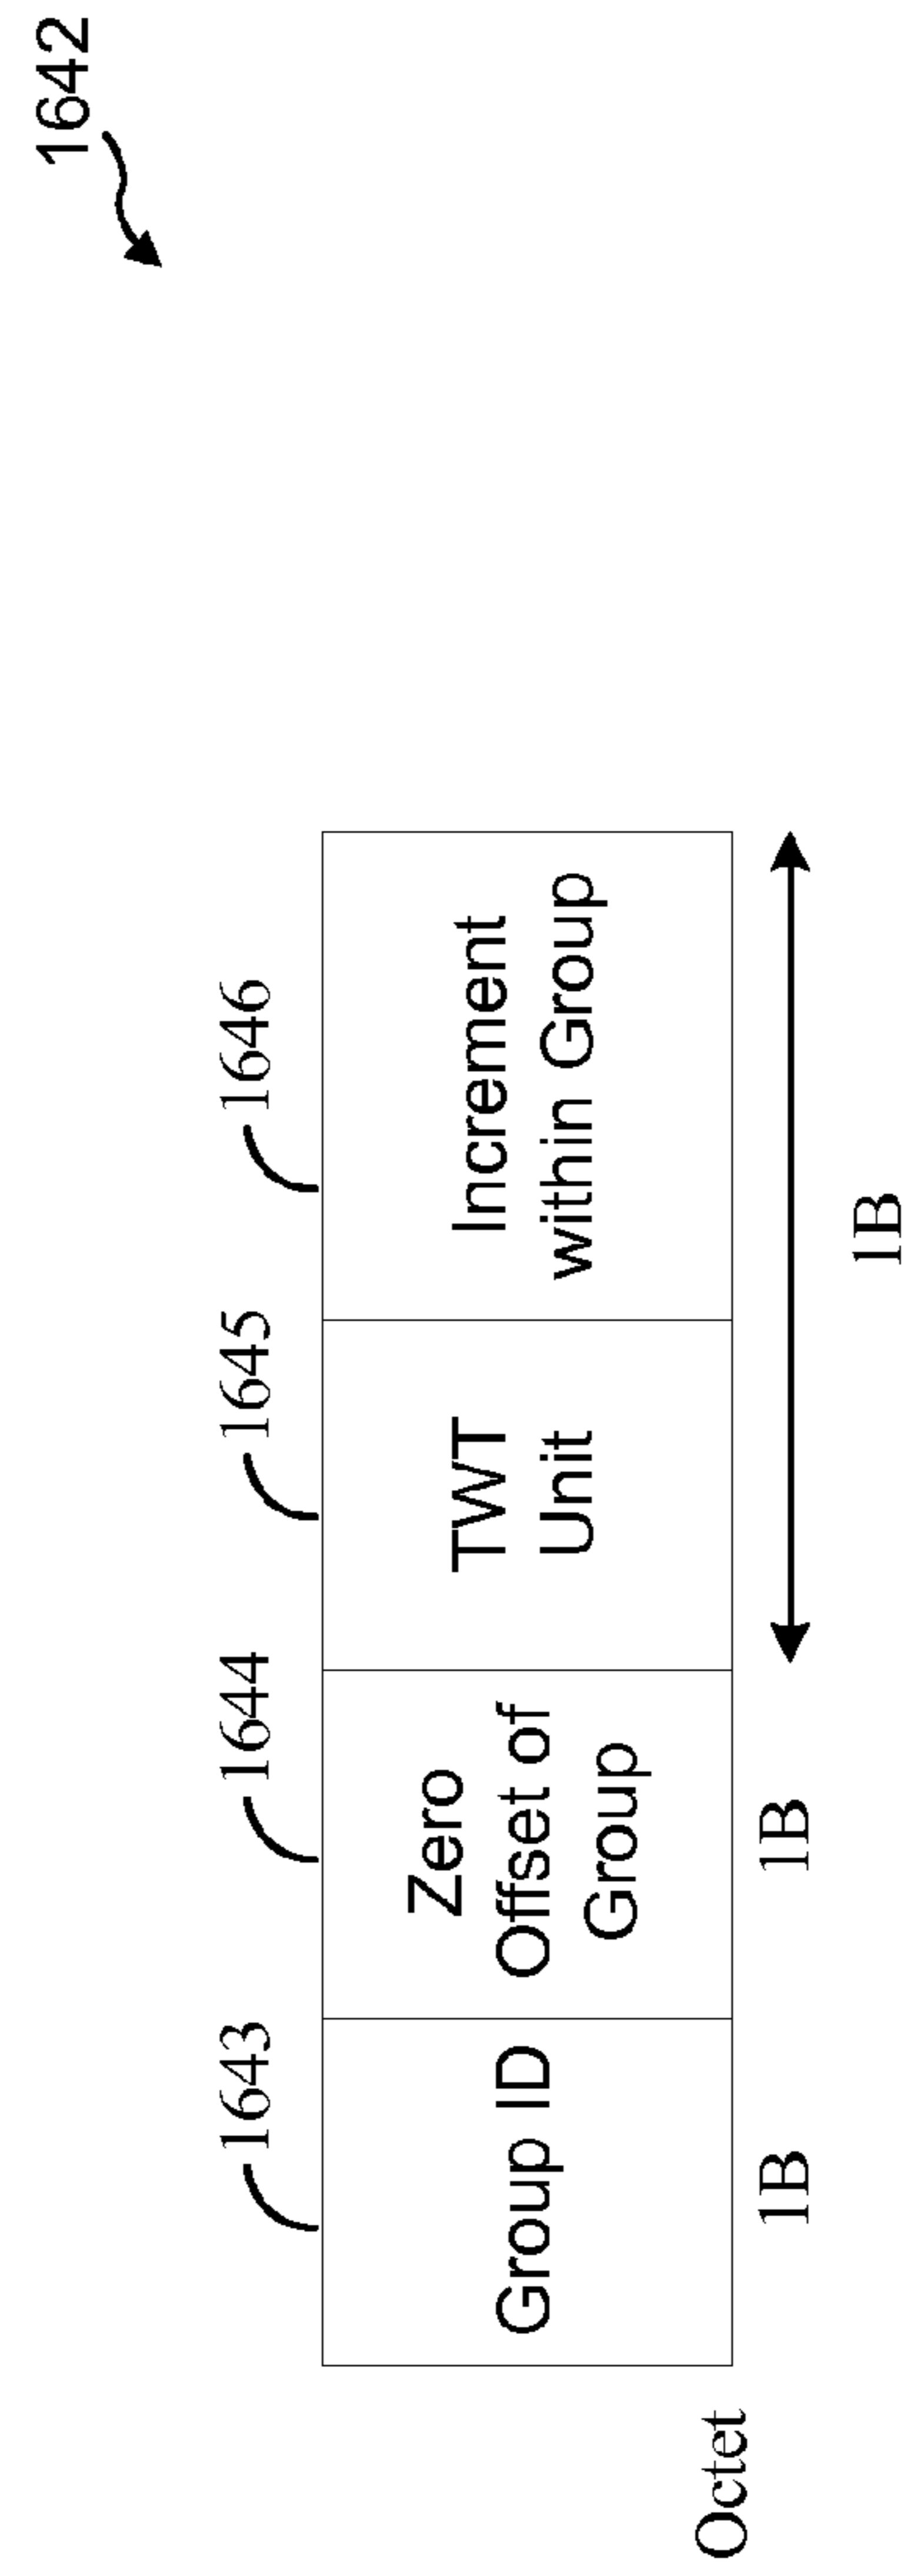 1642
1643
1644
1645
1646
Group ID
Zero
Offset of
Group
TWT
Unit
Increment
within Group
Octet
1B
1B
1B